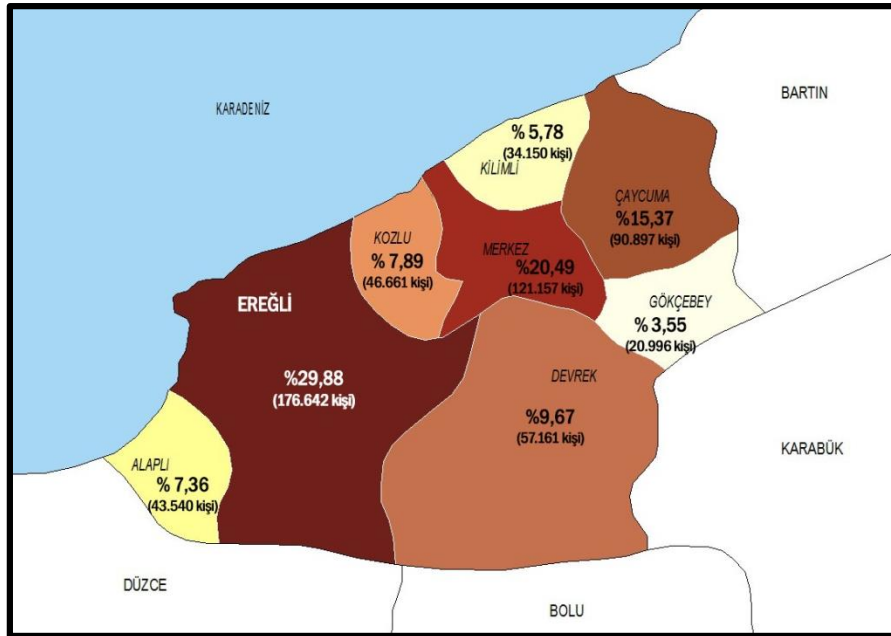 KARADENİZ
BARTIN
% 5,78
(34.150 kişi)
KİLİMLİ
ÇAYCUMA
%15,37
(90.897 kişi)
KOZLU
% 7,89
(46.661 kişi)
MERKEZ
%20,49
(121.157 kişi)
GÖKÇEBEY
% 3,55
(20.996 kişi)
EREĞLİ
%29,88
(176.642 kişi)
DEVREK
%9,67
(57.161 kişi)
KARABÜK
ALAPLI
% 7,36
(43.540 kişi)
DÜZCE
BOLU